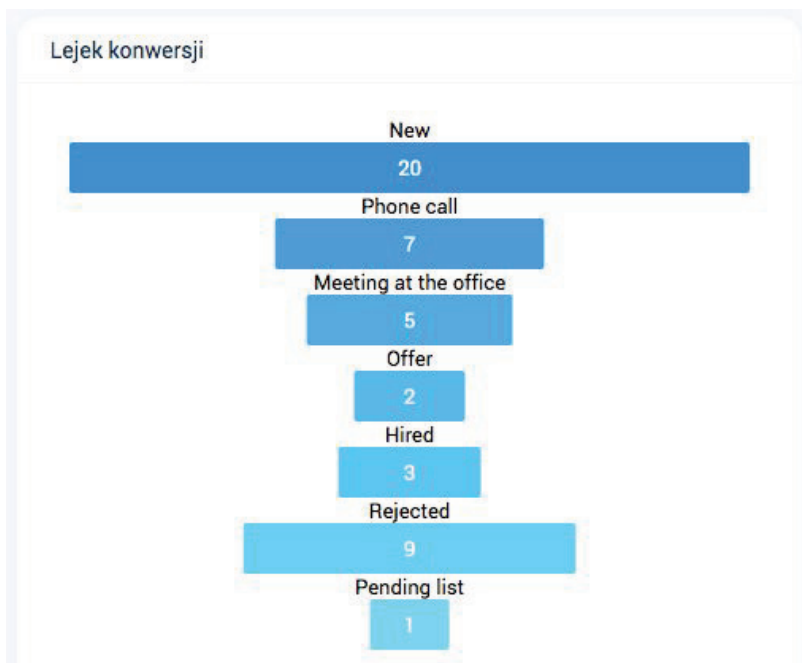 Lejek konwersji
New
20
Phone call
7
Meeting at the office
5
Offer
2
Hired
3
Rejected
9
Pending list
1